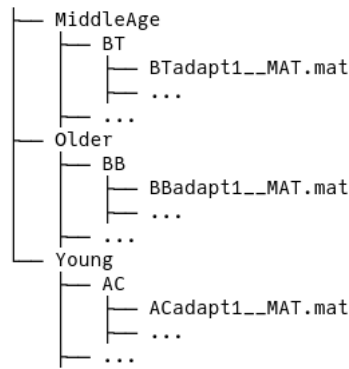 MiddleAge
BT
BTadapt1__MAT.mat
...
...
Older
BB
BBadapt1__MAT.mat
...
...
Young
AC
ACadapt1__MAT.mat
...
...